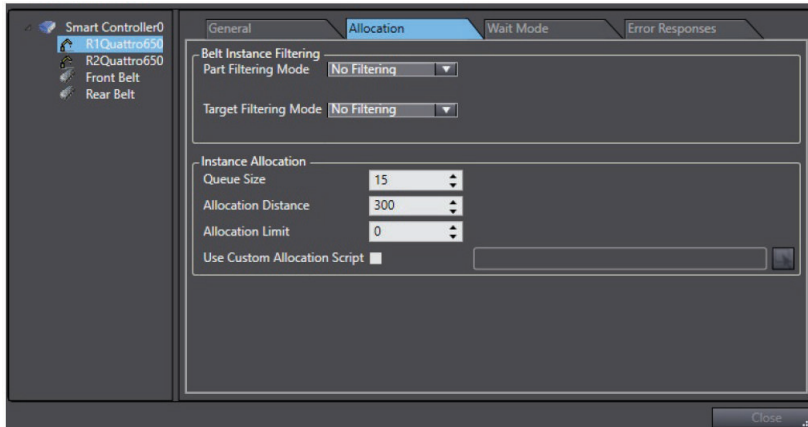 Smart Controller0
R1Quattro650
R2Quattro650
Front Belt
Rear Belt
General Allocation Wait Mode Error Responses
Belt Instance Filtering
Part Filtering Mode No Filtering
Target Filtering Mode No Filtering
Instance Allocation
Queue Size 15
Allocation Distance 300
Allocation Limit 0
Use Custom Allocation Script
Close